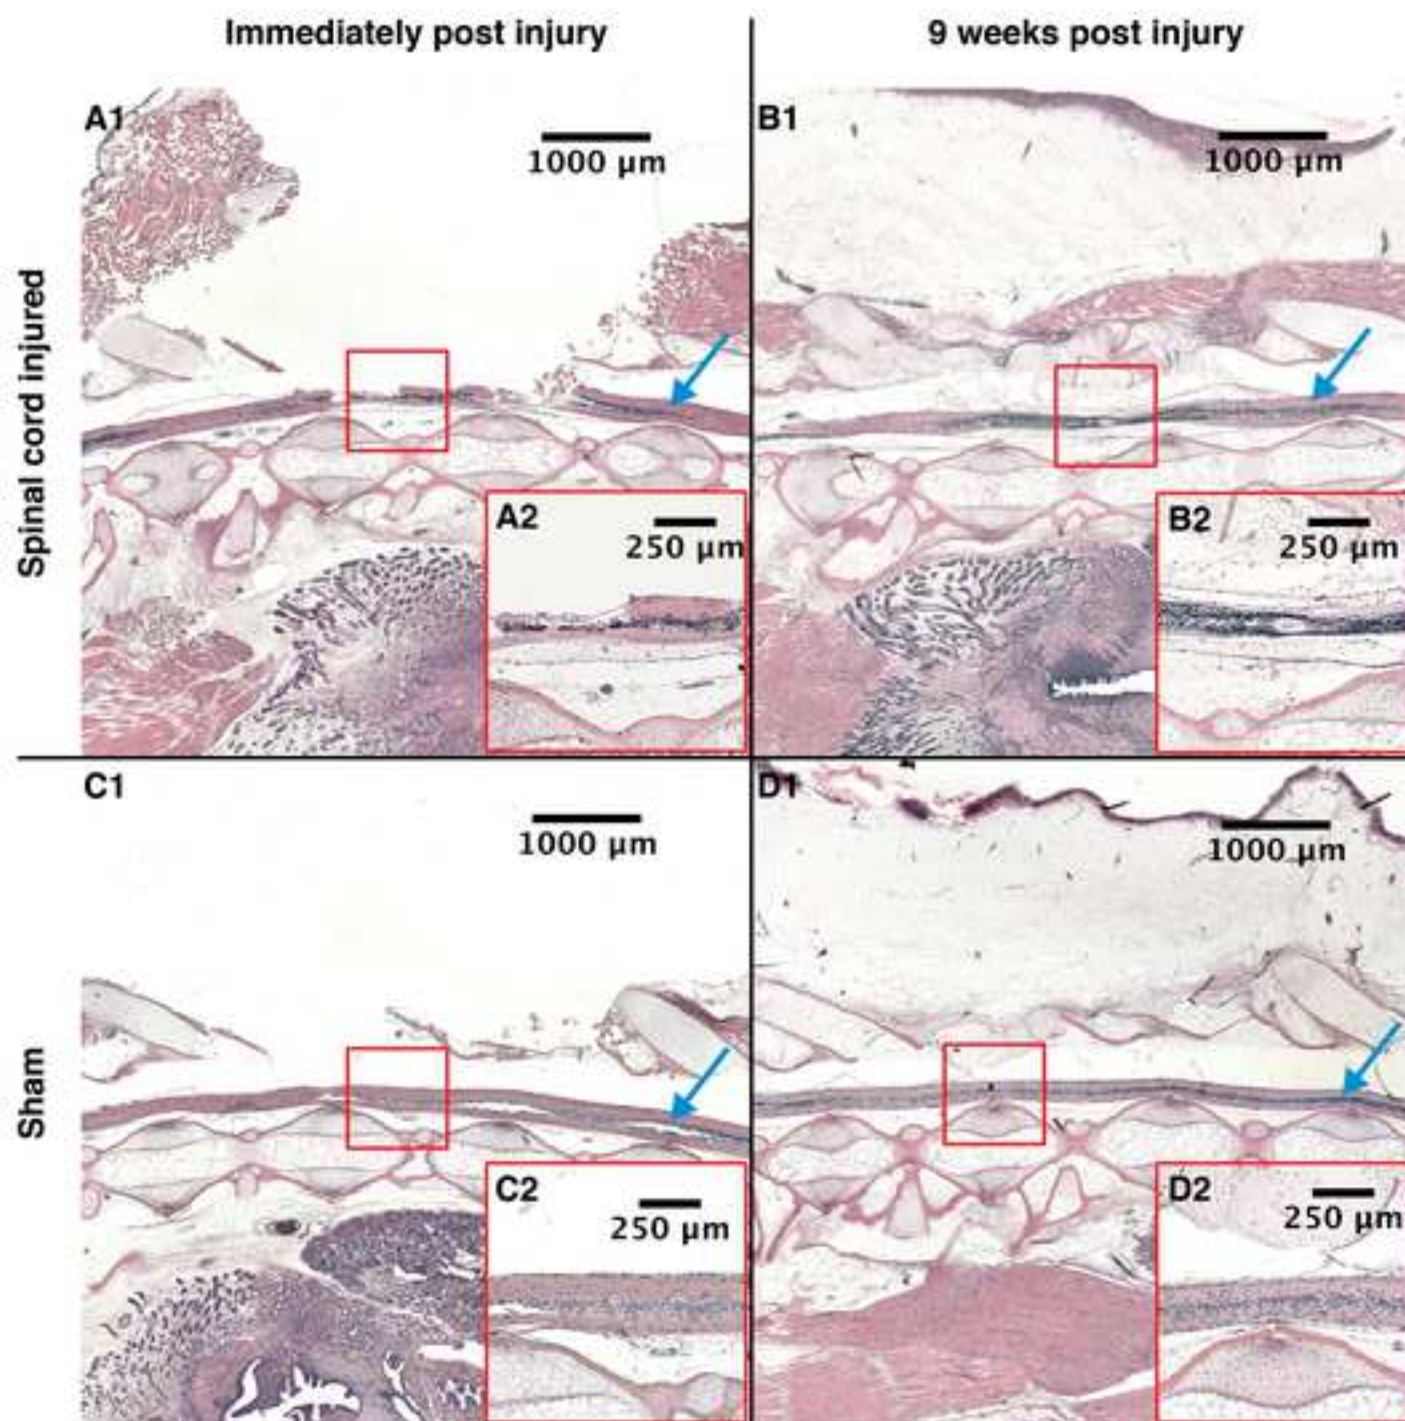 Immediately post injury
9 weeks post injury
Spinal cord injured
A1
1000 µm
B1
1000 µm
A2
250 µm
B2
250 µm
Sham
C1
1000 µm
D1
1000 µm
C2
250 µm
D2
250 µm